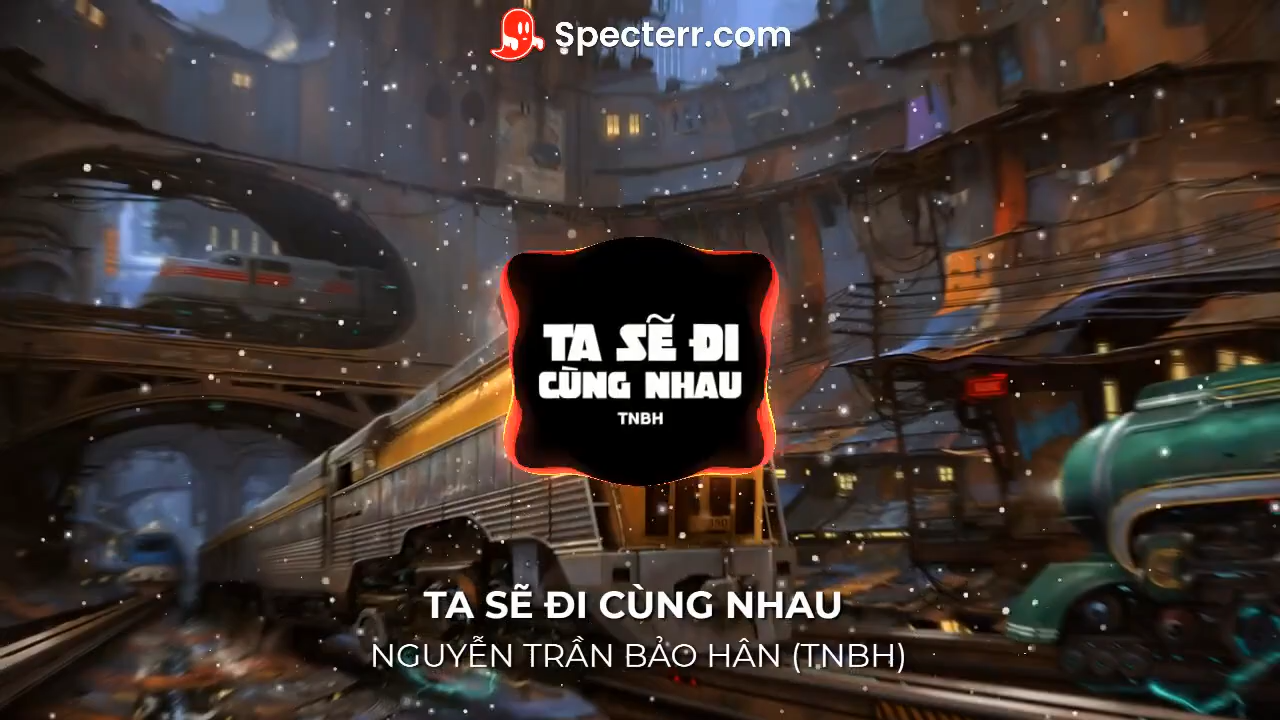 Specterr.com
TA SẼ ĐI
CÙNG NHAU
TNBH
TA SẼ ĐI CÙNG NHAU
NGUYỄN TRẦN BẢO HÂN (TNBH)